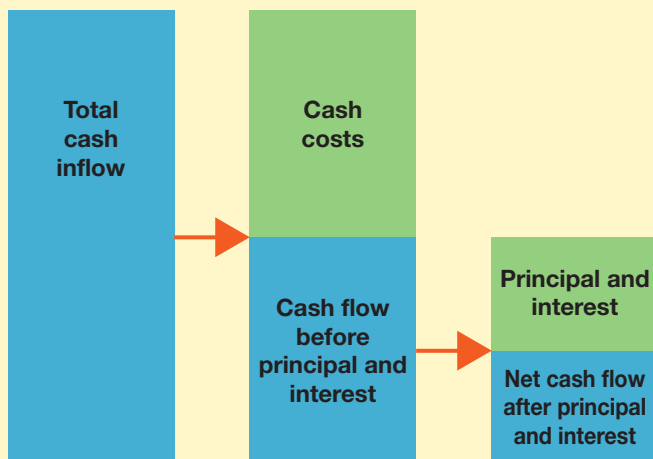 Total
cash
inflow
Cash
costs
Cash flow
before
principal and
interest
Principal and
interest
Net cash flow
after principal
and interest